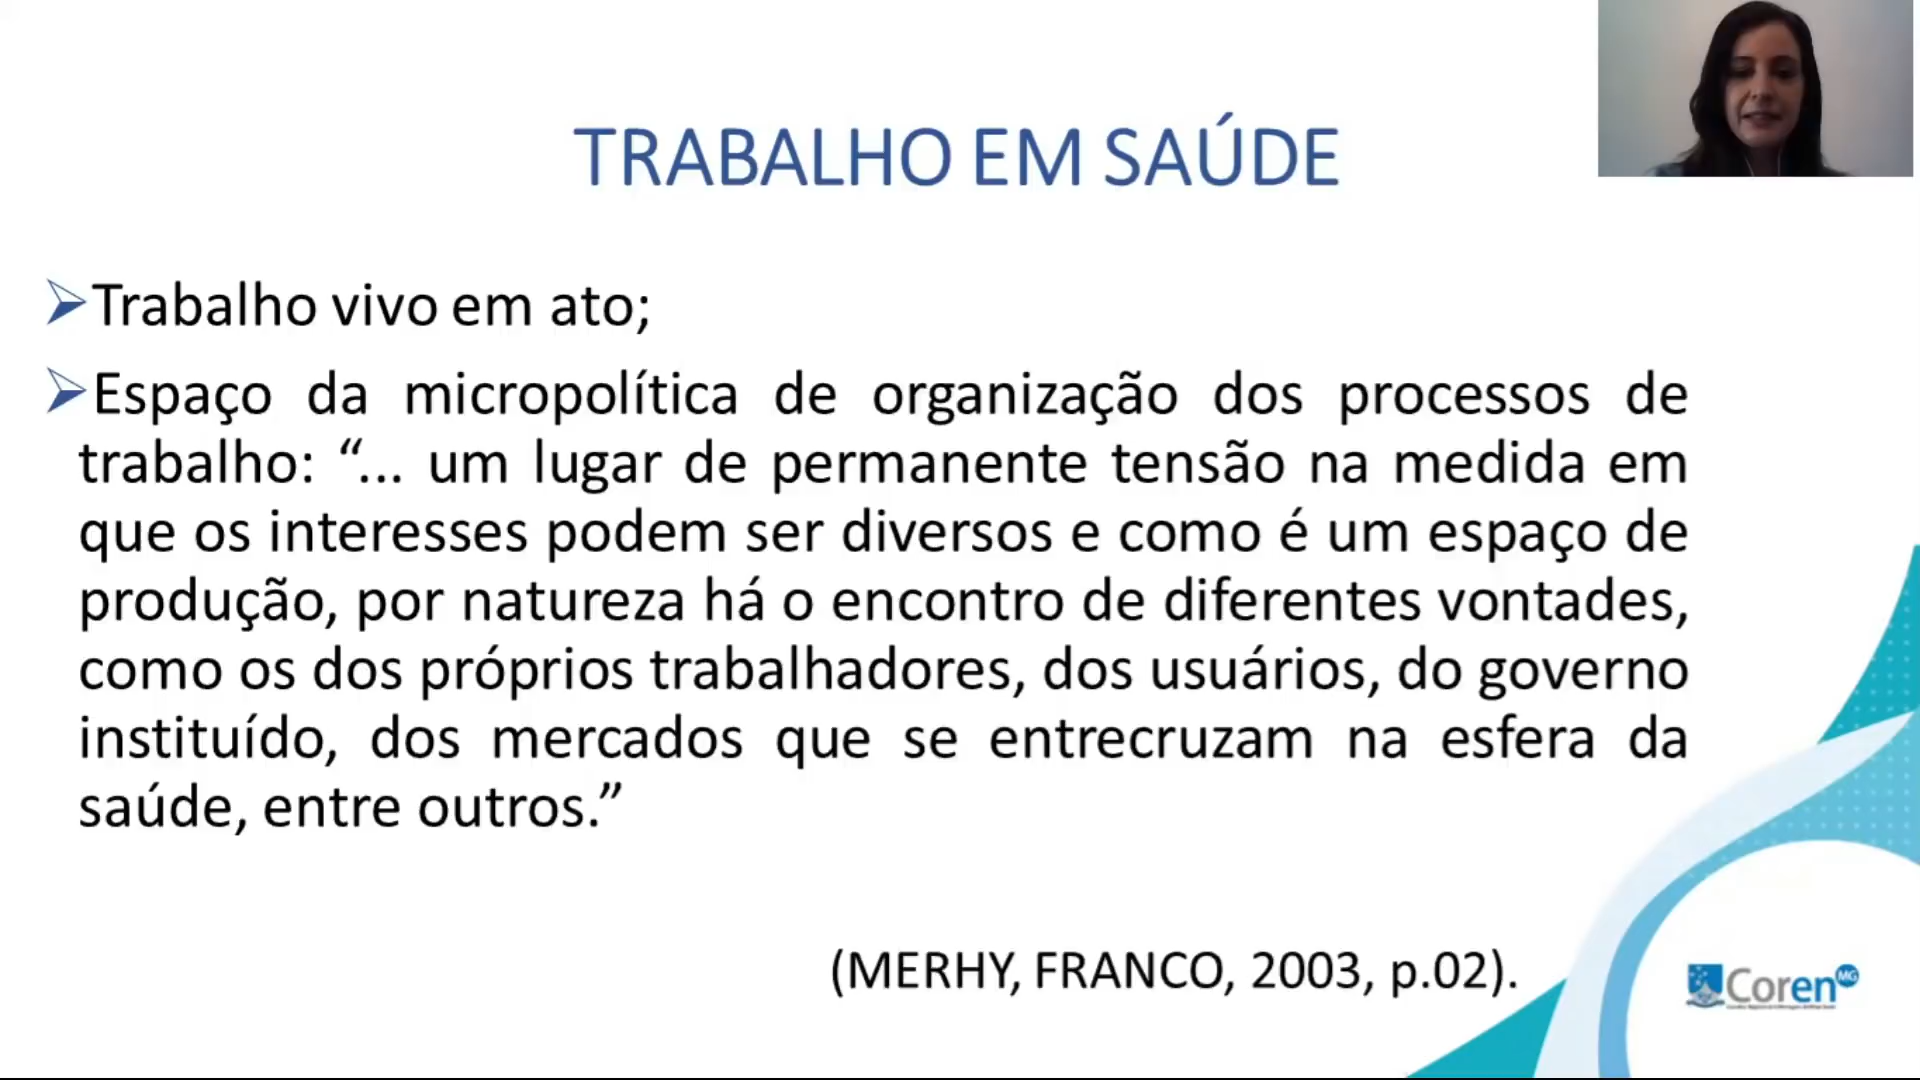 TRABALHO EM SAÚDE
Trabalho vivo em ato;
Espaço da micropolítica de organização dos processos de
trabalho: “... um lugar de permanente tensão na medida em
que os interesses podem ser diversos e como é um espaço de
produção, por natureza há o encontro de diferentes vontades,
como os dos próprios trabalhadores, dos usuários, do governo
instituído, dos mercados que se entrecruzam na esfera da
saúde, entre outros.”
(MERHY, FRANCO, 2003, p.02).
Coren MG